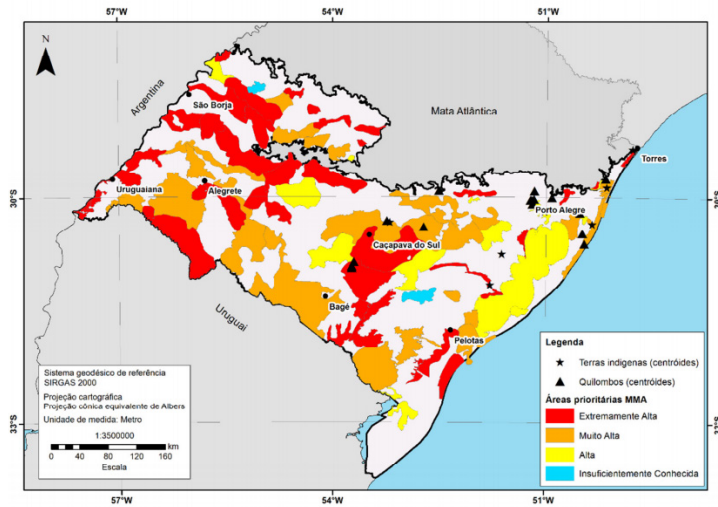 57°W
54°W
51°W
N
Argentina
São Borja
Mata Atlântica
Torres
Uruguaiana
Alegrete
30°S
Porto Alegre
30°S
Caçapava do Sul
Uruguai
Bagé
Pelotas
Legenda
Terras indígenas (centróides)
Quilombos (centróides)
Áreas prioritárias MMA
Extremamente Alta
Muito Alta
Alta
Insuficientemente Conhecida
Sistema geodésico de referência
SIRGAS 2000
Projeção cartográfica
Projeção cônica equivalente de Albers
Unidade de medida: Metro
1:3500000
0 20 40 80 120 160 km
Escala
33°S
33°S
57°W
54°W
51°W